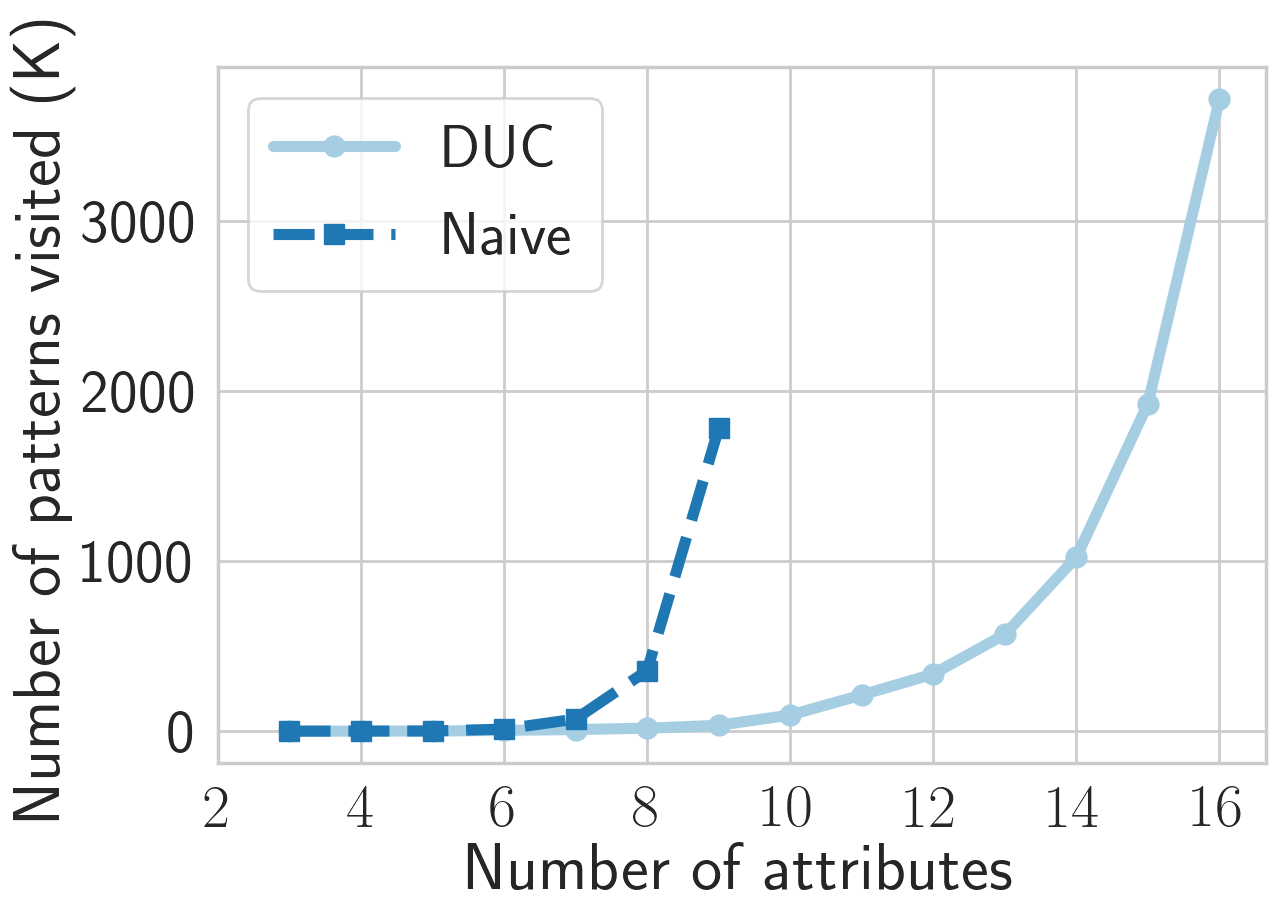 Number of patterns visited (K)
3000
2000
1000
0
DUC
Naive
2 4 6 8 10 12 14 16
Number of attributes